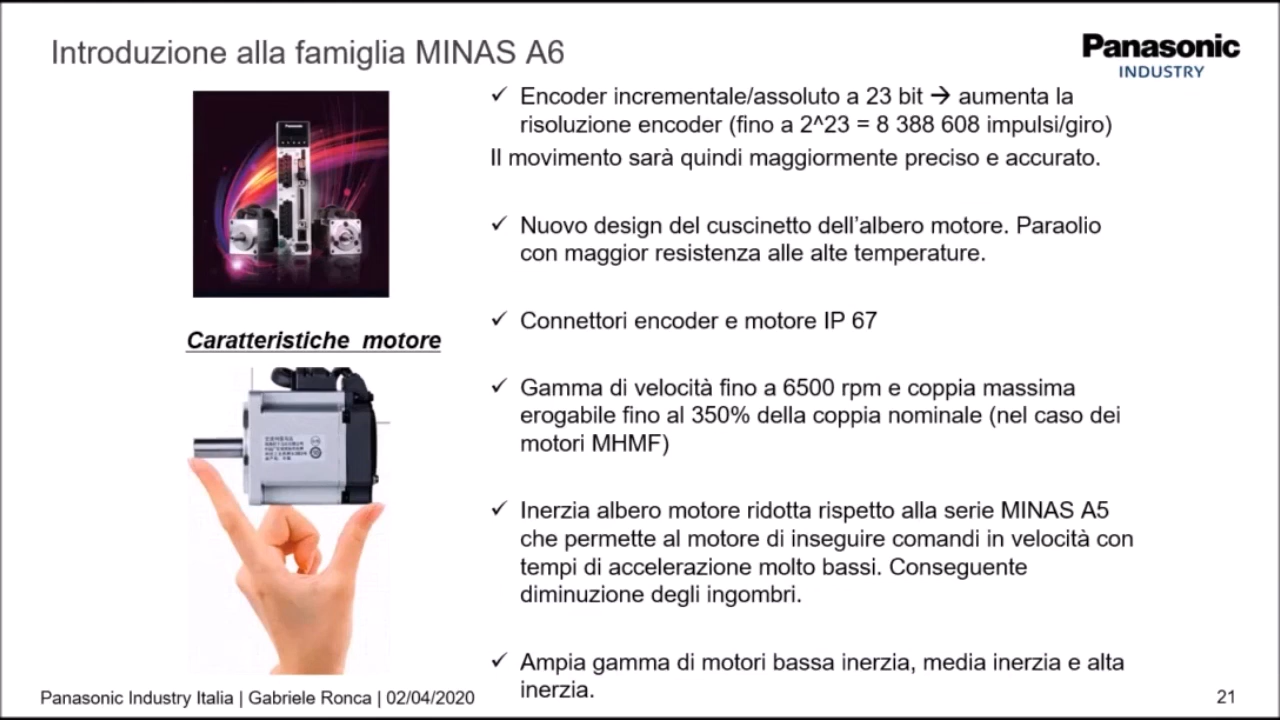 Introduzione alla famiglia MINAS A6
Panasonic
INDUSTRY
✓ Encoder incrementale/assoluto a 23 bit → aumenta la
risoluzione encoder (fino a 2^23 = 8 388 608 impulsi/giro)
Il movimento sarà quindi maggiormente preciso e accurato.
✓ Nuovo design del cuscinetto dell'albero motore. Paraolio
con maggior resistenza alle alte temperature.
Panasonic
Caratteristiche motore
✓ Connettori encoder e motore IP 67
✓ Gamma di velocità fino a 6500 rpm e coppia massima
erogabile fino al 350% della coppia nominale (nel caso dei
motori MHMF)
✓ Inerzia albero motore ridotta rispetto alla serie MINAS A5
che permette al motore di inseguire comandi in velocità con
tempi di accelerazione molto bassi. Conseguente
diminuzione degli ingombri.
✓ Ampia gamma di motori bassa inerzia, media inerzia e alta
inerzia.
Panasonic Industry Italia | Gabriele Ronca | 02/04/2020
21